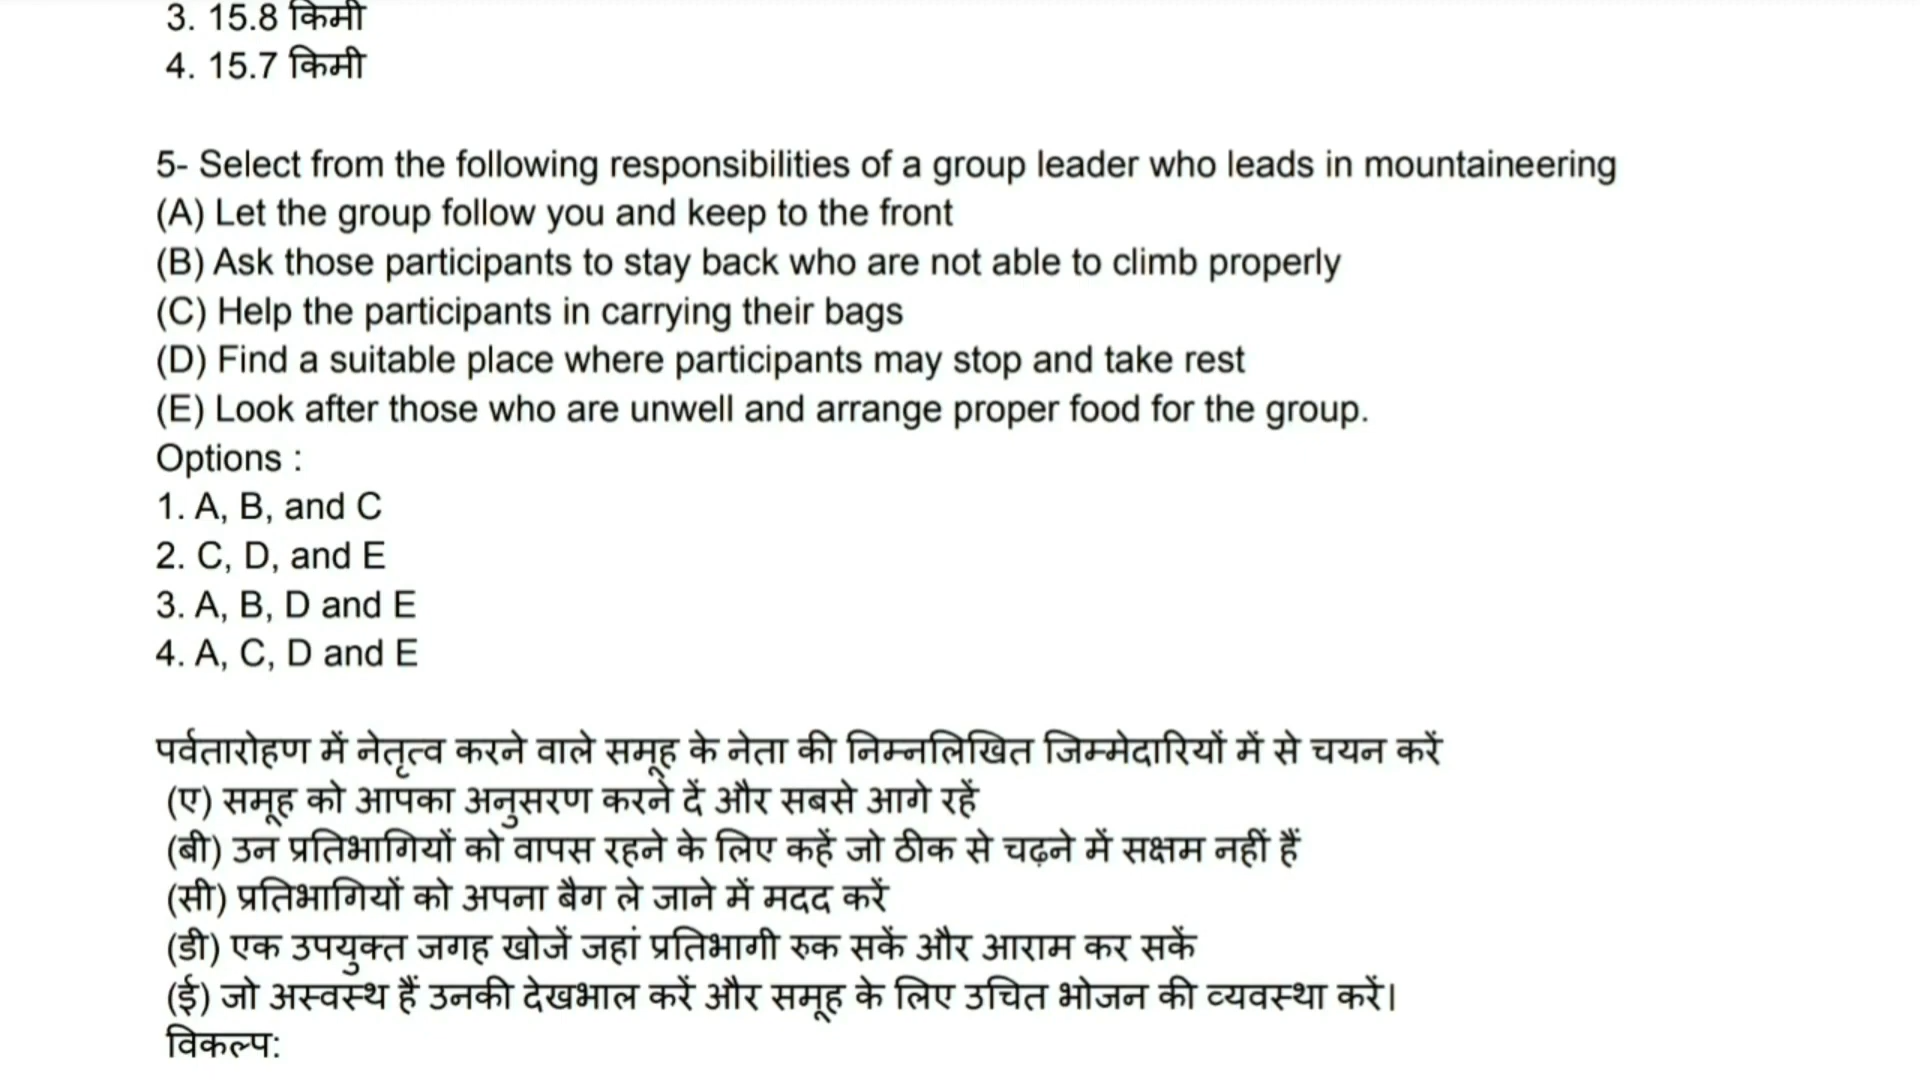 3. 15.8 किमी
4. 15.7 किमी
5- Select from the following responsibilities of a group leader who leads in mountaineering
(A) Let the group follow you and keep to the front
(B) Ask those participants to stay back who are not able to climb properly
(C) Help the participants in carrying their bags
(D) Find a suitable place where participants may stop and take rest
(E) Look after those who are unwell and arrange proper food for the group.
Options :
1. A, B, and C
2. C, D, and E
3. A, B, D and E
4. A, C, D and E
पर्वतारोहण में नेतृत्व करने वाले समूह के नेता की निम्नलिखित जिम्मेदारियों में से चयन करें
(ए) समूह को आपका अनुसरण करने दें और सबसे आगे रहें
(बी) उन प्रतिभागियों को वापस रहने के लिए कहें जो ठीक से चढ़ने में सक्षम नहीं हैं
(सी) प्रतिभागियों को अपना बैग ले जाने में मदद करें
(डी) एक उपयुक्त जगह खोजें जहां प्रतिभागी रुक सकें और आराम कर सकें
(ई) जो अस्वस्थ हैं उनकी देखभाल करें और समूह के लिए उचित भोजन की व्यवस्था करें।
विकल्प: